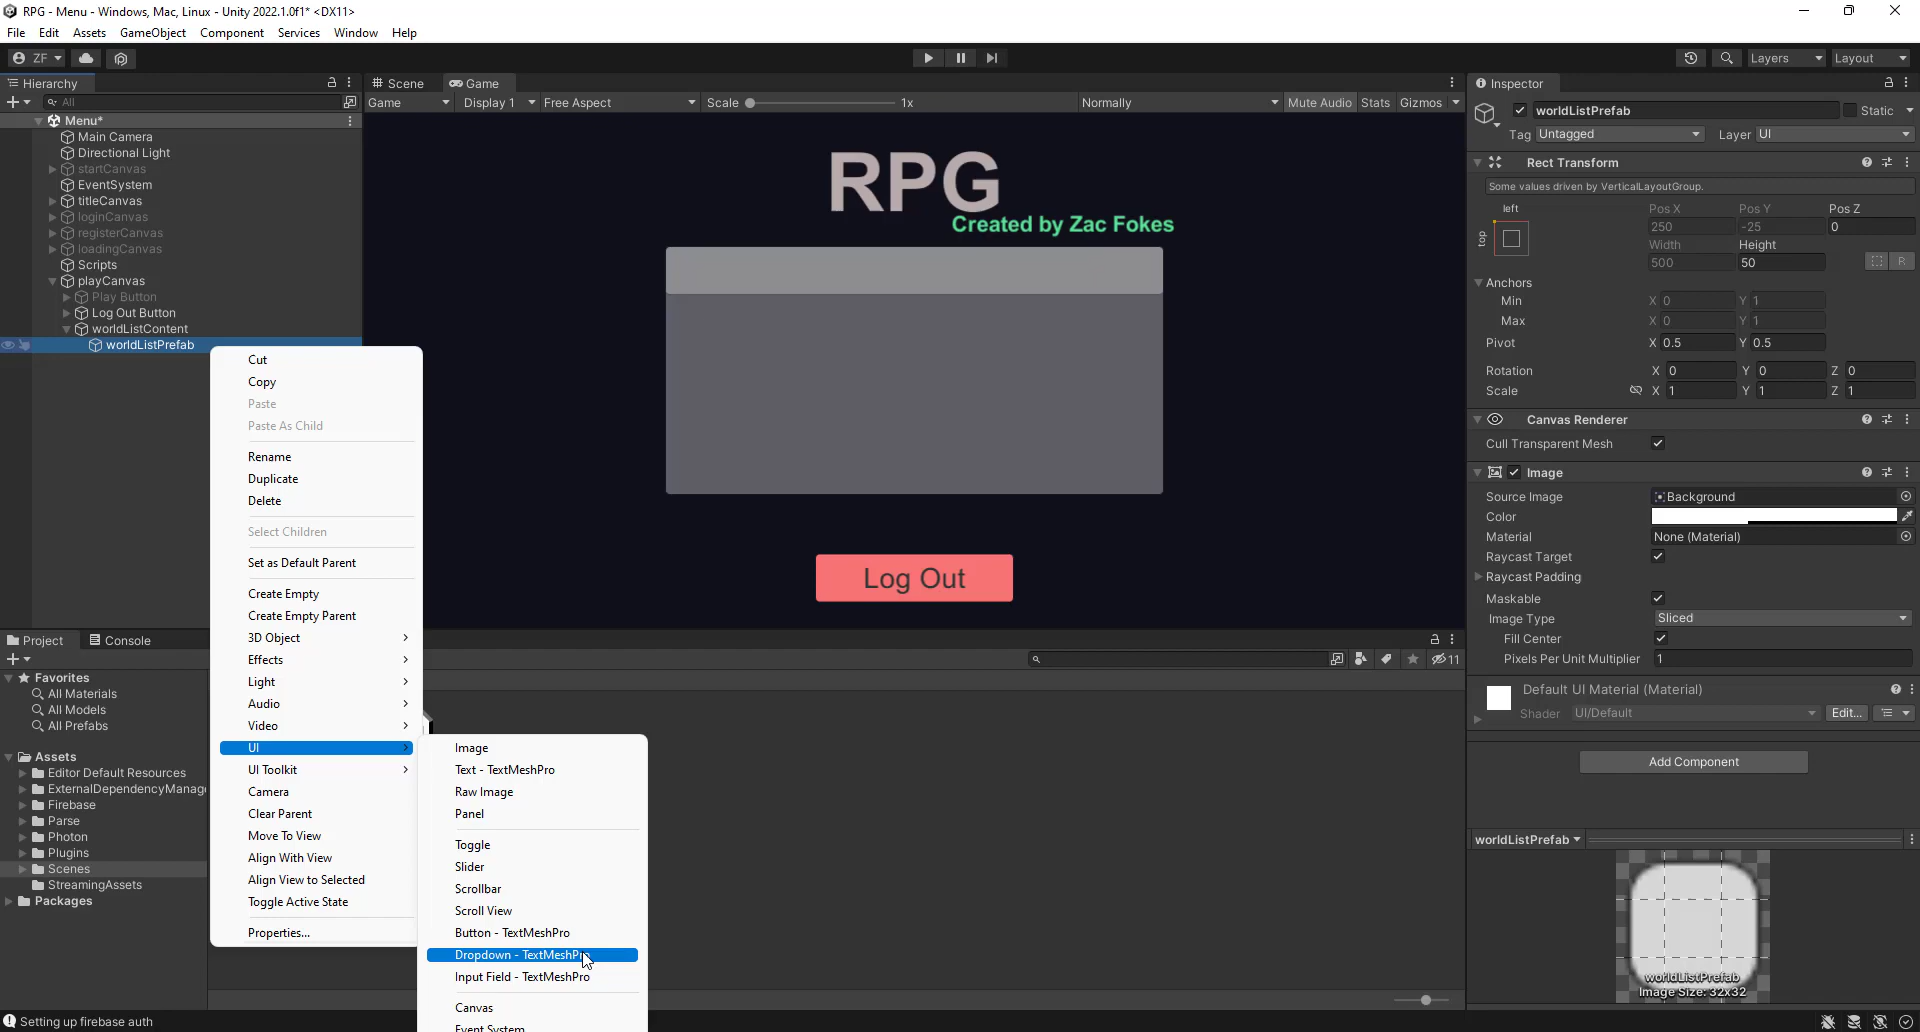 RPG - Menu - Windows, Mac, Linux - Unity 2022.1.0f1* <DX11>
File Edit Assets GameObject Component Services Window Help
ZF Layers Layout
Hierarchy Scene Game Inspector
All
Game Display 1 Free Aspect Scale 1x Normally Mute Audio Stats Gizmos
Menu*
Main Camera
Directional Light
startCanvas
EventSystem
titleCanvas
loginCanvas
registerCanvas
loadingCanvas
Scripts
playCanvas
Play Button
Log Out Button
worldListContent
worldListPrefab
Cut
Copy
Paste
Paste As Child
Rename
Duplicate
Delete
Select Children
Set as Default Parent
Create Empty
Create Empty Parent
3D Object
Effects
Light
Audio
Video
UI
UI Toolkit
Camera
Clear Parent
Move To View
Align With View
Align View to Selected
Toggle Active State
Properties...
Image
Text - TextMeshPro
Raw Image
Panel
Toggle
Slider
Scrollbar
Scroll View
Button - TextMeshPro
Dropdown - TextMeshPro
Input Field - TextMeshPro
Canvas
Event System
RPG
Created by Zac Fokes
Log Out
worldListPrefab Static
Tag Untagged Layer UI
Rect Transform
Some values driven by VerticalLayoutGroup.
left Pos X Pos Y Pos Z
top 250 -25 0
Width Height
500 50 R
Anchors
Min X 0 Y 1
Max X 0 Y 1
Pivot X 0.5 Y 0.5
Rotation X 0 Y 0 Z 0
Scale X 1 Y 1 Z 1
Canvas Renderer
Cull Transparent Mesh
Image
Source Image Background
Color
Material None (Material)
Raycast Target
Raycast Padding
Maskable
Image Type Sliced
Fill Center
Pixels Per Unit Multiplier 1
Default UI Material (Material)
Shader UI/Default Edit...
Add Component
worldListPrefab
worldListPrefab
Image Size: 32x32
Project Console
11
Favorites
All Materials
All Models
All Prefabs
Assets
Editor Default Resources
ExternalDependencyManag
Firebase
Parse
Photon
Plugins
Scenes
StreamingAssets
Packages
Setting up firebase auth